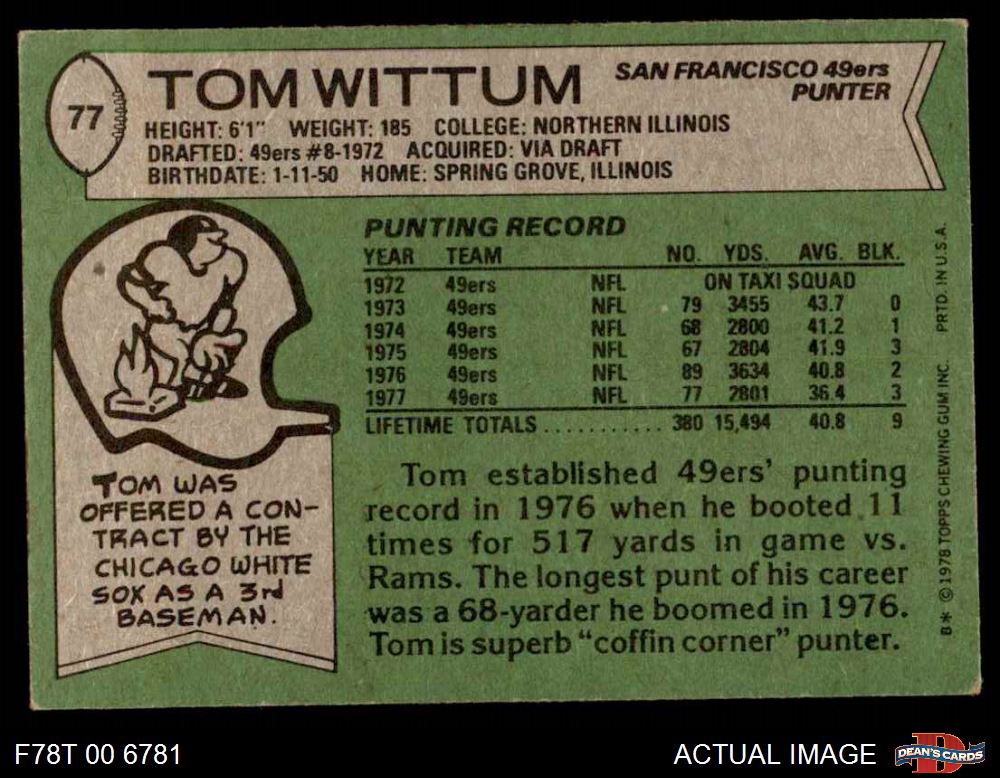 77
TOM WITTUM
SAN FRANCISCO 49ers
PUNTER
HEIGHT: 6'1" WEIGHT: 185 COLLEGE: NORTHERN ILLINOIS
DRAFTED: 49ers #8-1972 ACQUIRED: VIA DRAFT
BIRTHDATE: 1-11-50 HOME: SPRING GROVE, ILLINOIS
PUNTING RECORD
YEAR TEAM NO. YDS. AVG. BLK.
1972 49ers NFL ON TAXI SQUAD
1973 49ers NFL 79 3455 43.7 0
1974 49ers NFL 68 2800 41.2 1
1975 49ers NFL 67 2804 41.9 3
1976 49ers NFL 89 3634 40.8 2
1977 49ers NFL 77 2801 36.4 3
LIFETIME TOTALS........... 380 15,494 40.8 9
TOM WAS
OFFERED A CON-
TRACT BY THE
CHICAGO WHITE
SOX AS A 3rd
BASEMAN.
Tom established 49ers' punting
record in 1976 when he booted 11
times for 517 yards in game vs.
Rams. The longest punt of his career
was a 68-yarder he boomed in 1976.
Tom is superb "coffin corner" punter.
B* © 1978 TOPPS CHEWING GUM INC. PRTD. IN U.S.A.
F78T 00 6781
ACTUAL IMAGE
D
DEAN'S CARDS